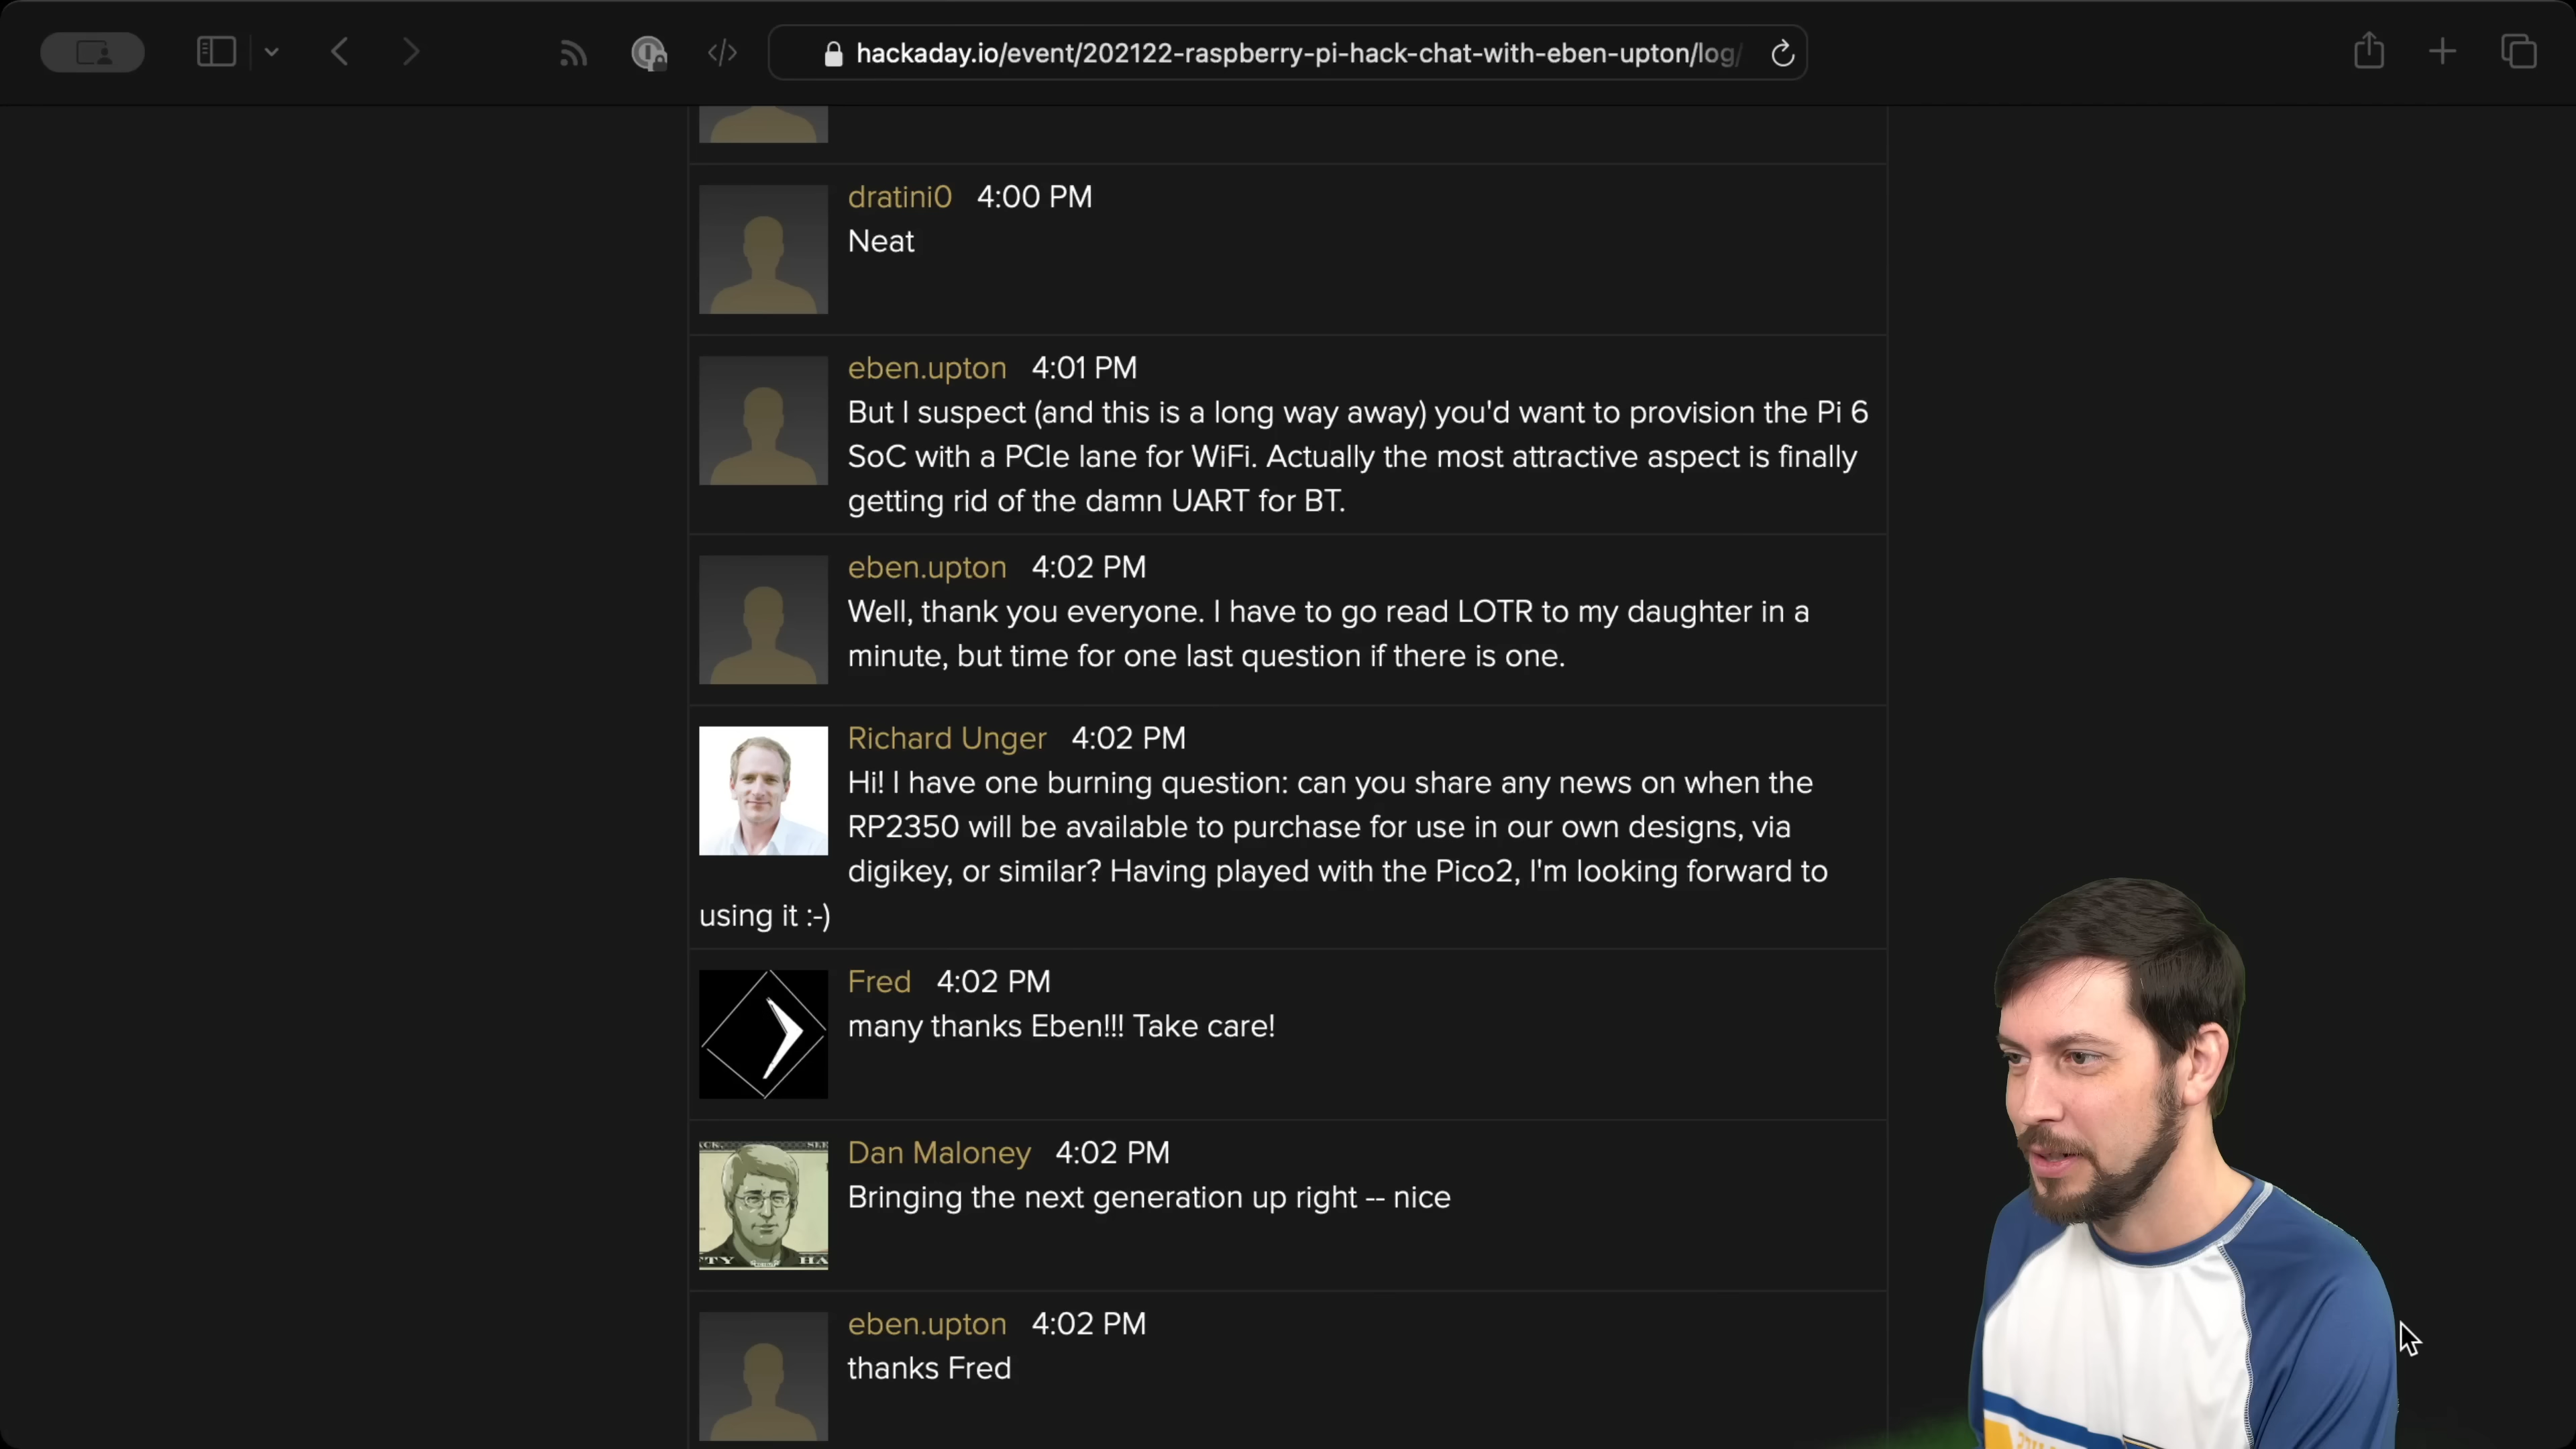 hackaday.io/event/202122-raspberry-pi-hack-chat-with-eben-upton/log/
dratini0 4:00 PM
Neat
eben.upton 4:01 PM
But I suspect (and this is a long way away) you'd want to provision the Pi 6
SoC with a PCIe lane for WiFi. Actually the most attractive aspect is finally
getting rid of the damn UART for BT.
eben.upton 4:02 PM
Well, thank you everyone. I have to go read LOTR to my daughter in a
minute, but time for one last question if there is one.
Richard Unger 4:02 PM
Hi! I have one burning question: can you share any news on when the
RP2350 will be available to purchase for use in our own designs, via
digikey, or similar? Having played with the Pico2, I'm looking forward to
using it :-)
Fred 4:02 PM
many thanks Eben!!! Take care!
Dan Maloney 4:02 PM
Bringing the next generation up right -- nice
eben.upton 4:02 PM
thanks Fred